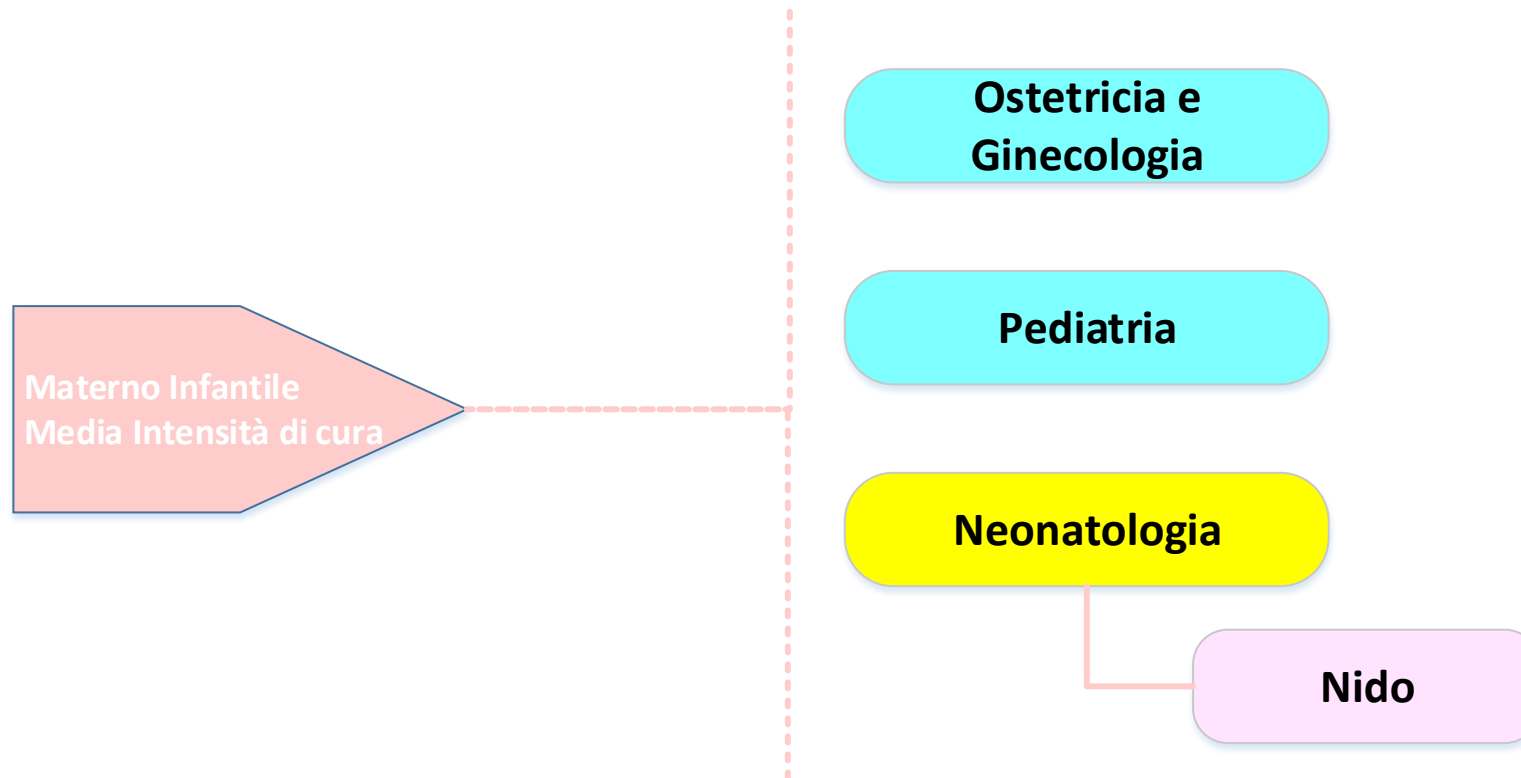 Ostetricia e
Ginecologia
Pediatria
Materno Infantile
Media Intensità di cura
Neonatologia
Nido